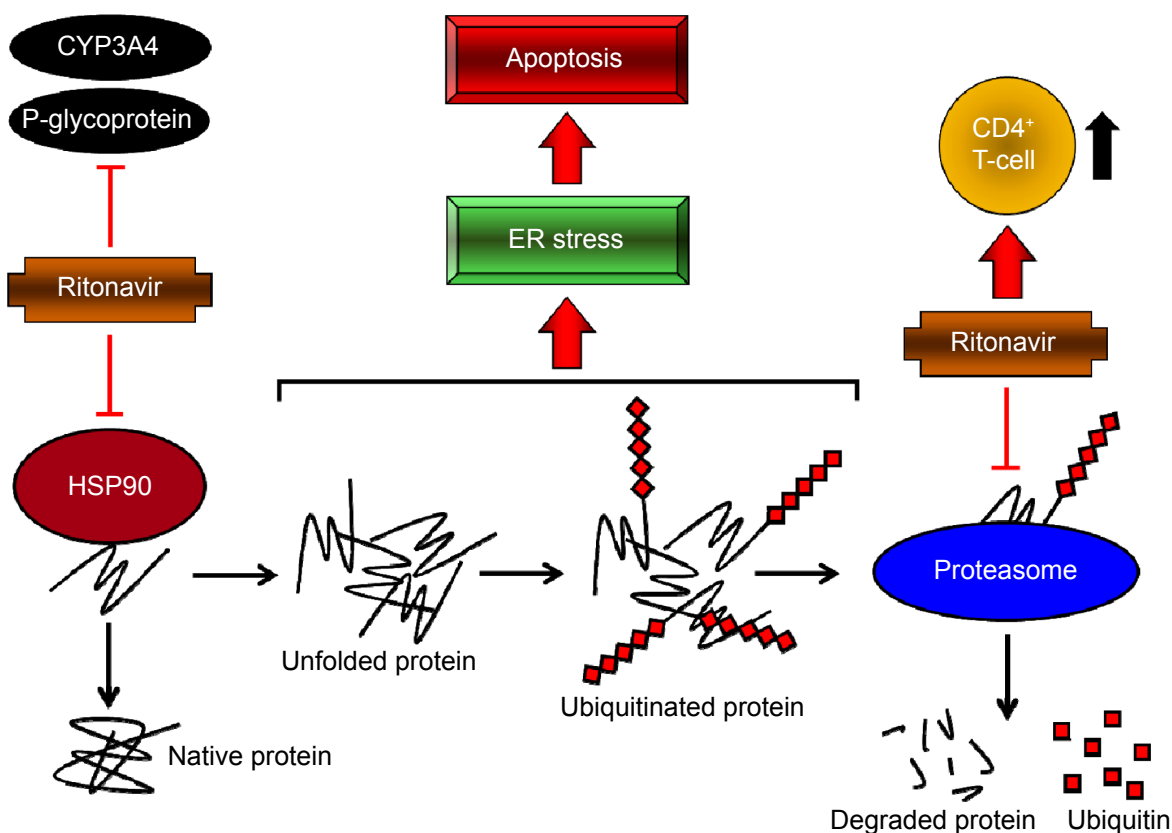 CYP3A4
P-glycoprotein
Ritonavir
HSP90
Native protein
Unfolded protein
Apoptosis
ER stress
Ubiquitinated protein
CD4⁺
T-cell
Ritonavir
Proteasome
Degraded protein
Ubiquitin